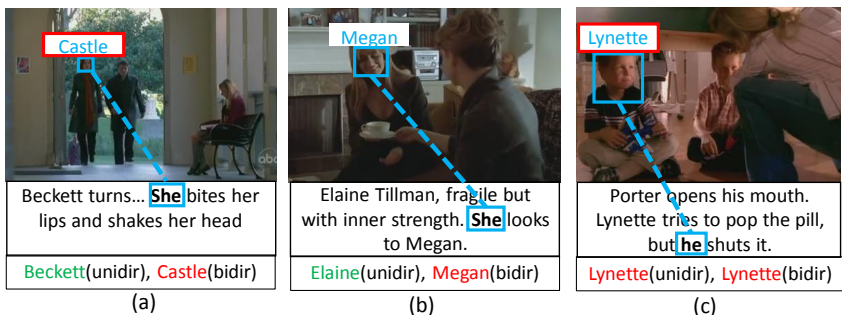 Castle
abc
Beckett turns... She bites her
lips and shakes her head
Beckett(unidir), Castle(bidir)
(a)
Megan
Elaine Tillman, fragile but
with inner strength. She looks
to Megan.
Elaine(unidir), Megan(bidir)
(b)
Lynette
Porter opens his mouth.
Lynette tries to pop the pill,
but he shuts it.
Lynette(unidir), Lynette(bidir)
(c)